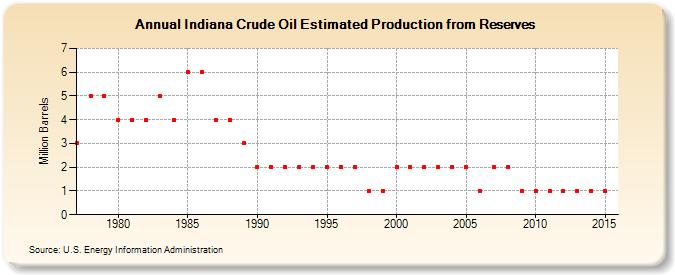 Annual Indiana Crude Oil Estimated Production from Reserves
Million Barrels
7
6
5
4
3
2
1
0
1980 1985 1990 1995 2000 2005 2010 2015
Source: U.S. Energy Information Administration